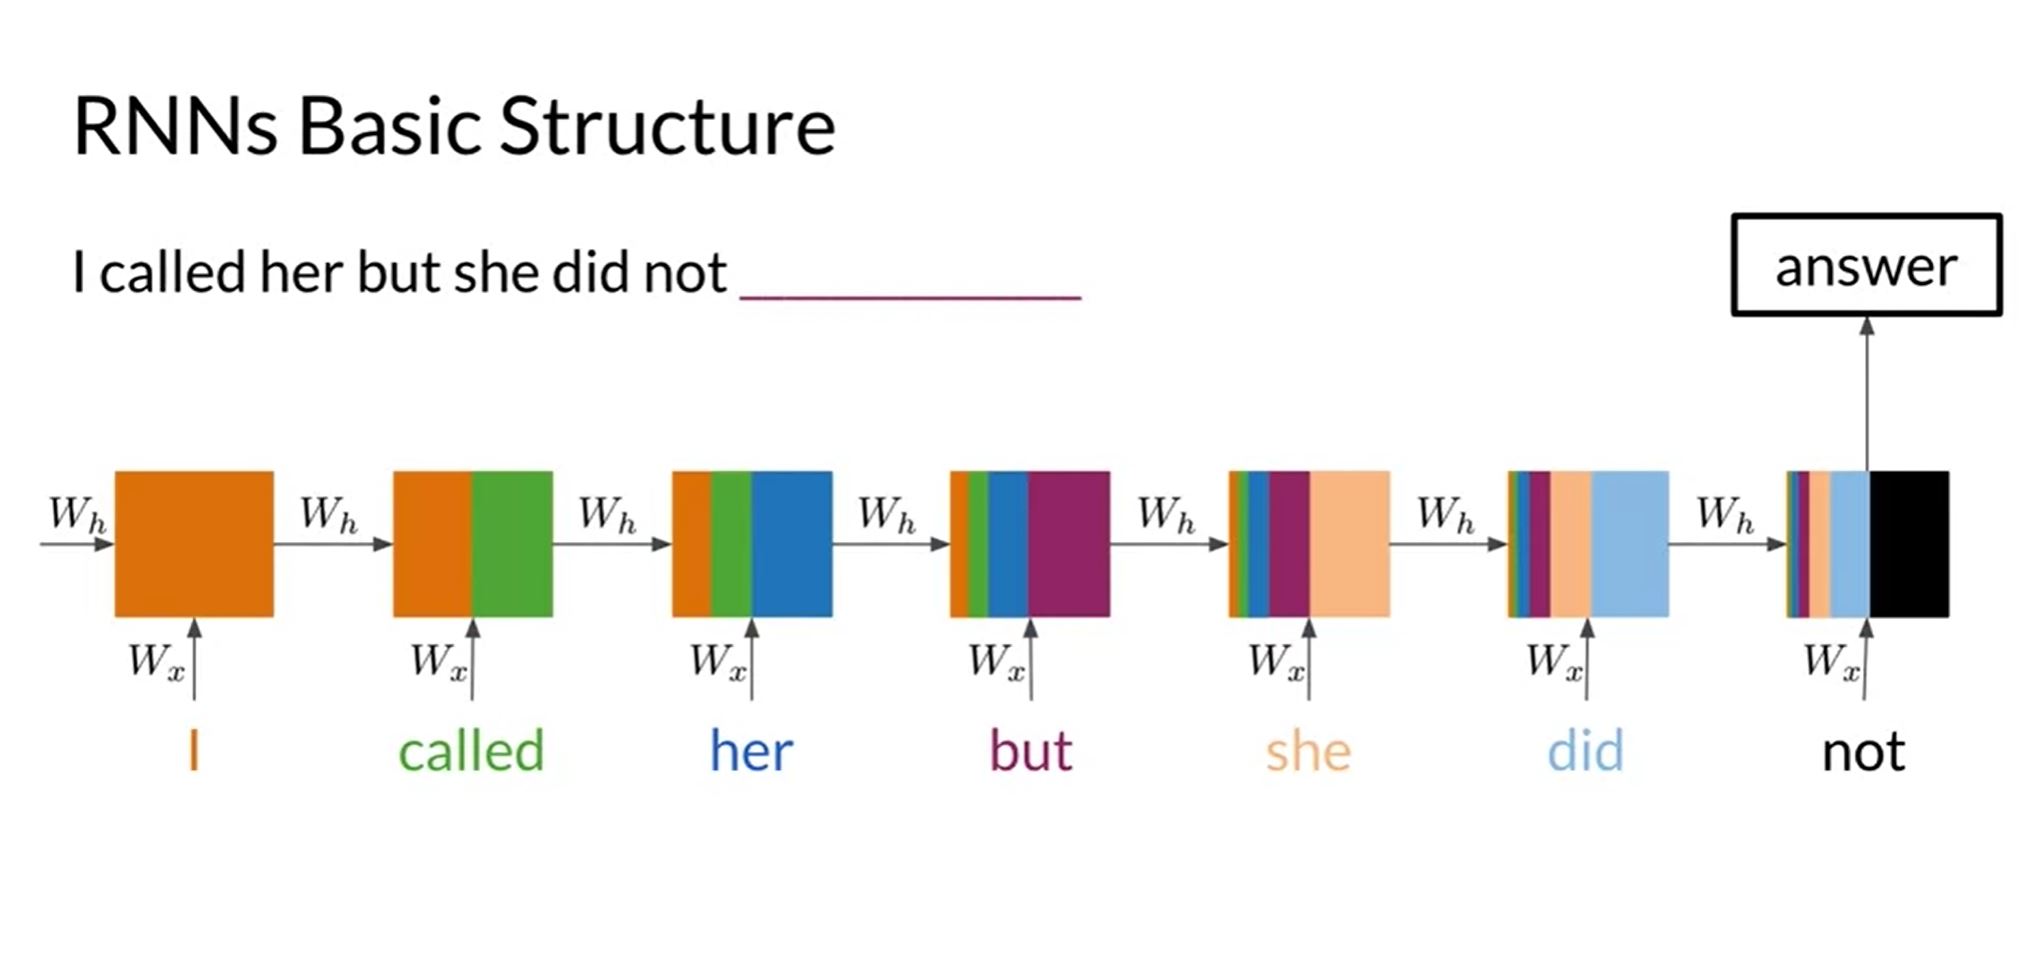 RNNs Basic Structure
I called her but she did not ____________
answer
W_h W_h W_h W_h W_h W_h W_h
W_x W_x W_x W_x W_x W_x W_x
I called her but she did not